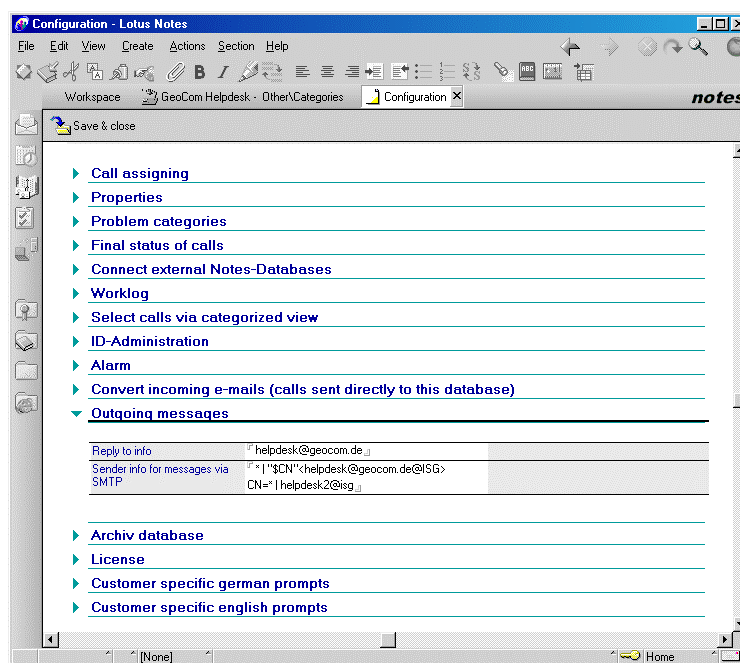 Configuration - Lotus Notes
File Edit View Create Actions Section Help
Workspace GeoCom Helpdesk - Other\Categories Configuration notes
Save & close
Call assigning
Properties
Problem categories
Final status of calls
Connect external Notes-Databases
Worklog
Select calls via categorized view
ID-Administration
Alarm
Convert incoming e-mails (calls sent directly to this database)
Outgoing messages
Reply to info helpdesk@geocom.de
Sender info for messages via * | "$CN"<helpdesk@geocom.de@ISG>
SMTP CN=* | helpdesk2@isg
Archiv database
License
Customer specific german prompts
Customer specific english prompts
[None] Home